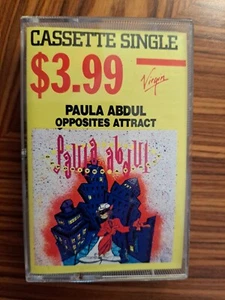 CASSETTE SINGLE
$3.99
Virgin
PAULA ABDUL
OPPOSITES ATTRACT
Paula abdul